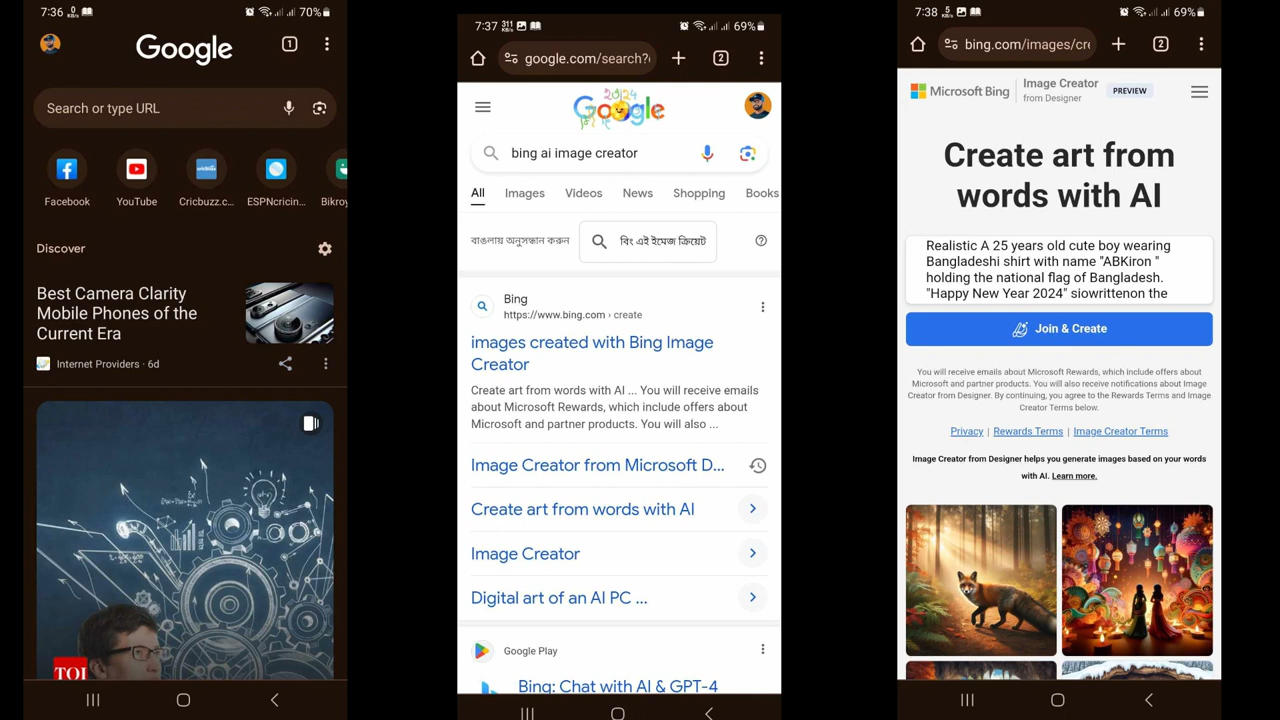 7:36 0 KB/s 70%
Google
1
Search or type URL
Facebook
YouTube
Cricbuzz.c...
ESPNcricin...
Bikroy
Discover
Best Camera Clarity
Mobile Phones of the
Current Era
Internet Providers · 6d
TOI
7:37 311 KB/s 69%
google.com/search?
2
Google
bing ai image creator
All Images Videos News Shopping Books
বাঙলায় অনুসন্ধান করুন
বিং এই ইমেজ ক্রিয়েট
Bing
https://www.bing.com › create
images created with Bing Image
Creator
Create art from words with AI ... You will receive emails
about Microsoft Rewards, which include offers about
Microsoft and partner products. You will also ...
Image Creator from Microsoft D...
Create art from words with AI
Image Creator
Digital art of an AI PC ...
Google Play
Bing: Chat with AI & GPT-4
7:38 5 KB/s 69%
bing.com/images/cre
2
Microsoft Bing
Image Creator
from Designer
PREVIEW
Create art from
words with AI
Realistic A 25 years old cute boy wearing
Bangladeshi shirt with name "ABKiron "
holding the national flag of Bangladesh.
"Happy New Year 2024" siowrittenon the
Join & Create
You will receive emails about Microsoft Rewards, which include offers about
Microsoft and partner products. You will also receive notifications about Image
Creator from Designer. By continuing, you agree to the Rewards Terms and Image
Creator Terms below.
Privacy | Rewards Terms | Image Creator Terms
Image Creator from Designer helps you generate images based on your words
with AI. Learn more.